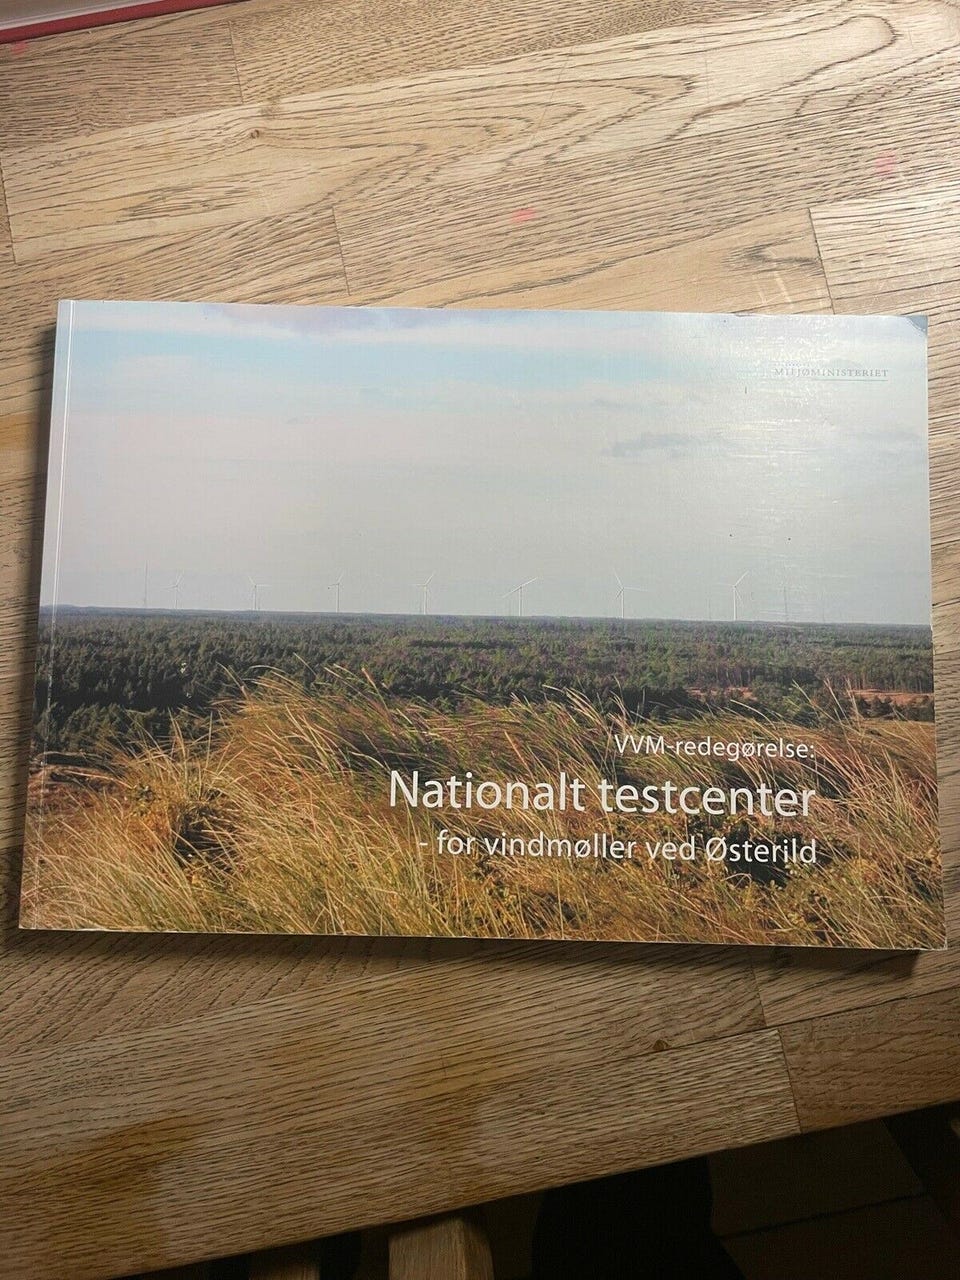 MILJØMINISTERIET
VVM-redegørelse:
Nationalt testcenter
- for vindmøller ved Østerild